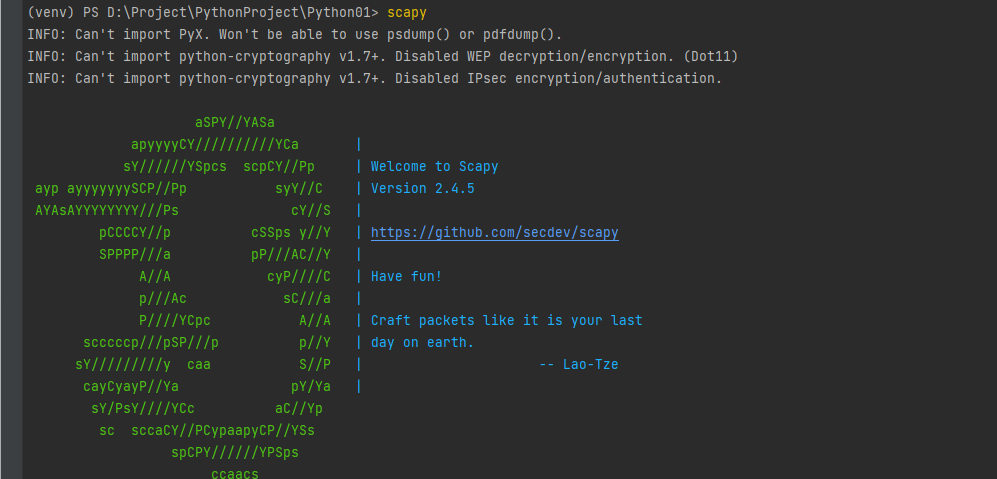 (venv) PS D:\Project\PythonProject\Python01> scapy
INFO: Can't import PyX. Won't be able to use psdump() or pdfdump().
INFO: Can't import python-cryptography v1.7+. Disabled WEP decryption/encryption. (Dot11)
INFO: Can't import python-cryptography v1.7+. Disabled IPsec encryption/authentication.

                     aSPY//YASa
             apyyyyCY//////////YCa       |
            sY//////YSpcs  scpCY//Pp     | Welcome to Scapy
 ayp ayyyyyyySCP//Pp           syY//C    | Version 2.4.5
 AYAsAYYYYYYYY///Ps              cY//S   |
         pCCCCY//p          cSSps y//Y   | https://github.com/secdev/scapy
         SPPPP///a          pP///AC//Y   |
              A//A            cyP////C   | Have fun!
              p///Ac            sC///a   |
              P////YCpc           A//A   | Craft packets like it is your last
       scccccp///pSP///p          p//Y   | day on earth.
      sY/////////y  caa           S//P   |                      -- Lao-Tze
       cayCyayP//Ya              pY/Ya   |
        sY/PsY////YCc          aC//Yp
         sc  sccaCY//PCypaapyCP//YSs
                  spCPY//////YPSps
                       ccaacs